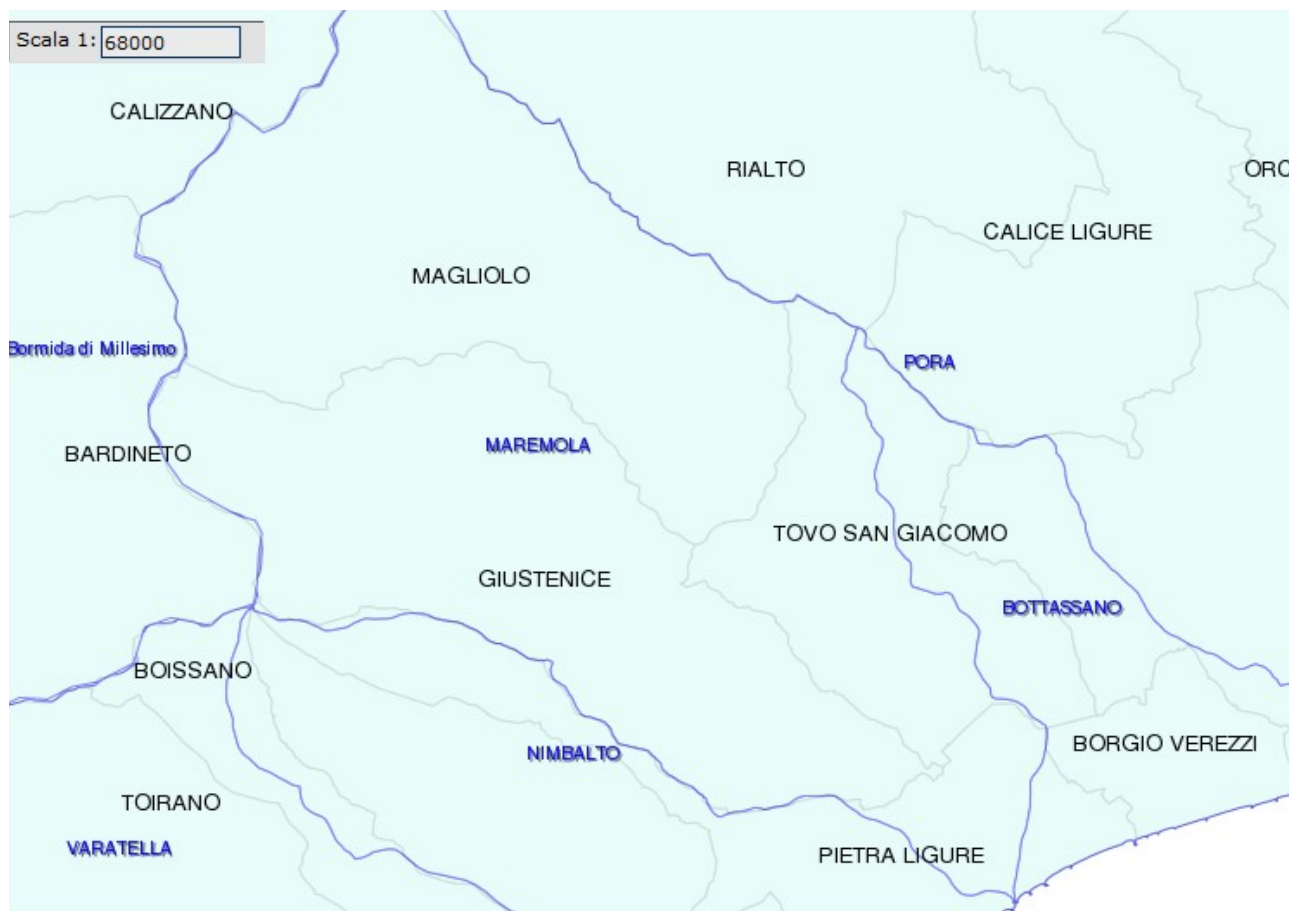 Scala 1: 68000
CALIZZANO
RIALTO
ORC
CALICE LIGURE
MAGLIOLO
Bormida di Millesimo
PORA
MAREMOLA
BARDINETO
TOVO SAN GIACOMO
GIUSTENICE
BOTTASSANO
BOISSANO
BORGIO VEREZZI
NIMBALTO
TOIRANO
VARATELLA
PIETRA LIGURE